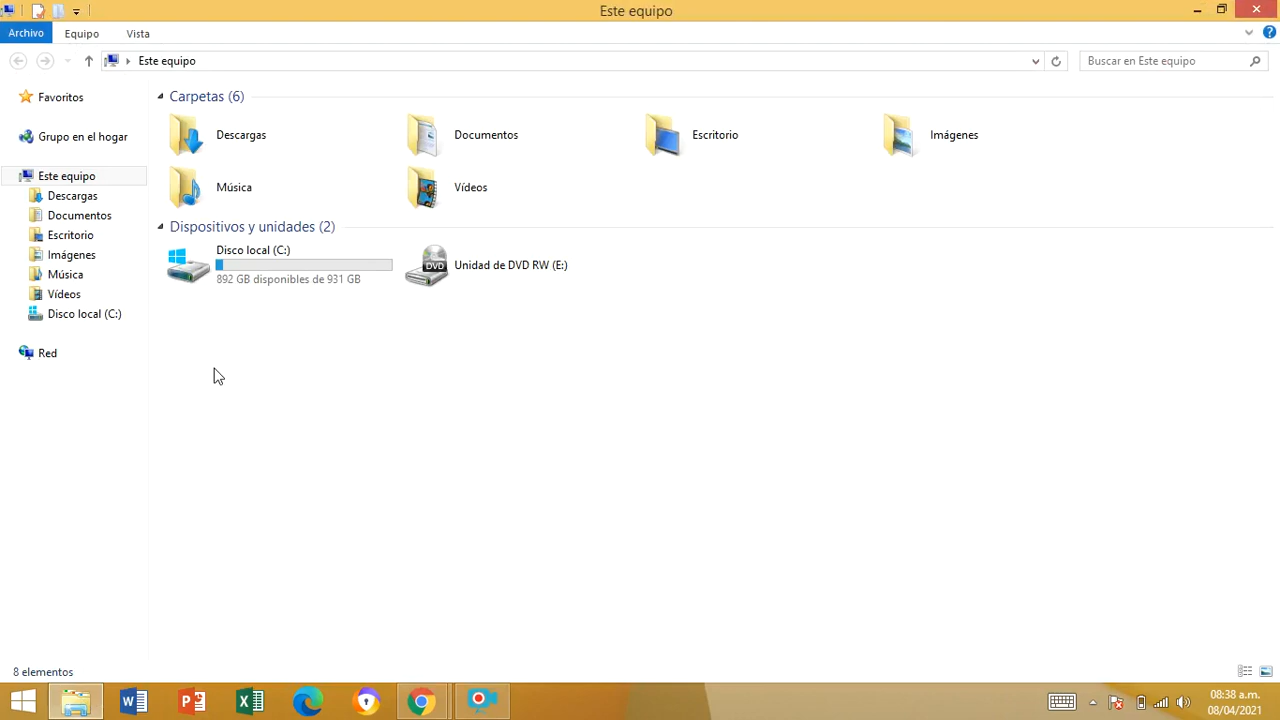 Este equipo
Archivo Equipo Vista
Este equipo Buscar en Este equipo
Favoritos
Grupo en el hogar
Este equipo
Descargas
Documentos
Escritorio
Imágenes
Música
Vídeos
Disco local (C:)
Red
Carpetas (6)
Descargas Documentos Escritorio Imágenes
Música Vídeos
Dispositivos y unidades (2)
Disco local (C:)
892 GB disponibles de 931 GB
DVD
Unidad de DVD RW (E:)
8 elementos
08:38 a.m.
08/04/2021